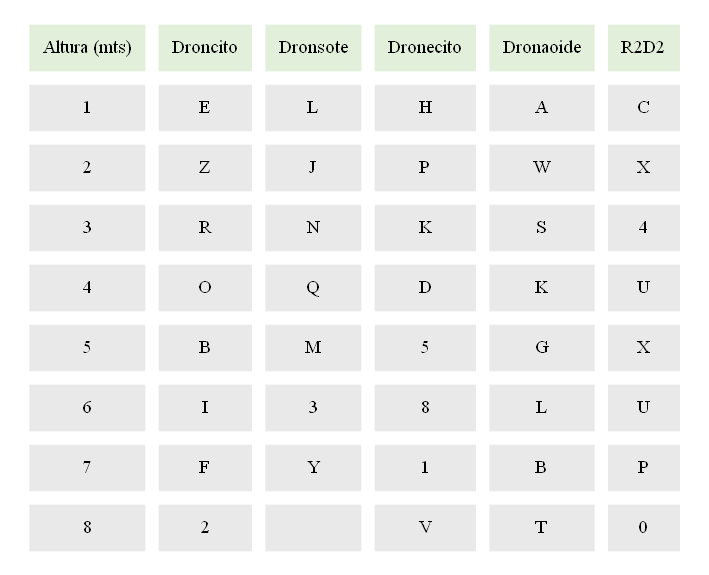 Altura (mts) Droncito Dronsote Dronecito Dronaoide R2D2
1 E L H A C
2 Z J P W X
3 R N K S 4
4 O Q D K U
5 B M 5 G X
6 I 3 8 L U
7 F Y 1 B P
8 2 V T 0